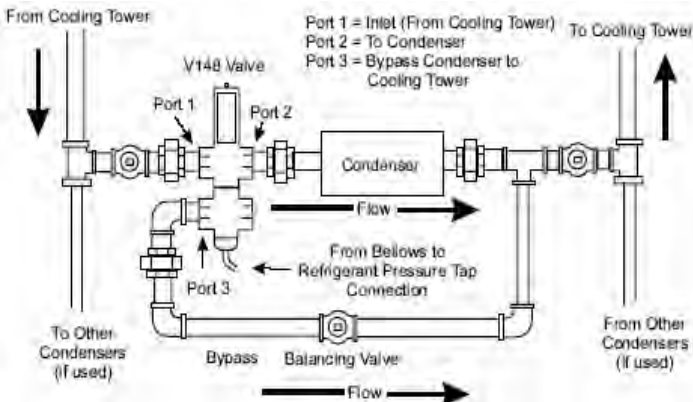 From Cooling Tower
Port 1 = Inlet (From Cooling Tower)
Port 2 = To Condenser
Port 3 = Bypass Condenser to
Cooling Tower
To Cooling Tower
V148 Valve
Port 1
Port 2
Condenser
Flow
From Bellows to
Refrigerant Pressure Tap
Connection
Port 3
To Other
Condensers
(if used)
Bypass
Balancing Valve
From Other
Condensers
(If used)
Flow